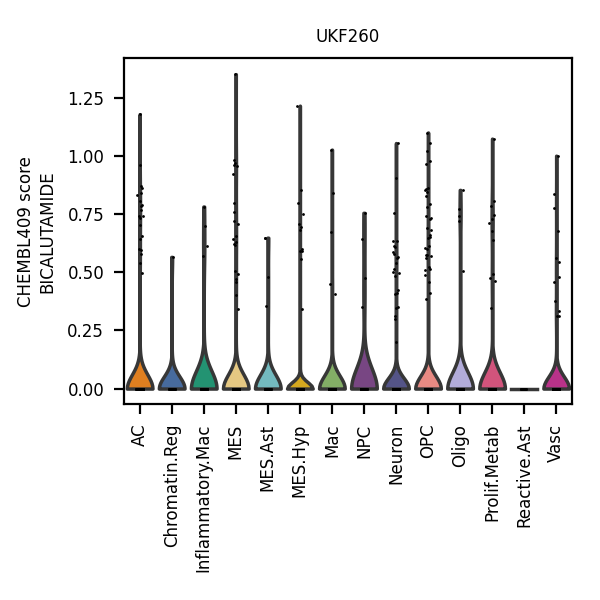 UKF260
CHEMBL409 score
BICALUTAMIDE
1.25
1.00
0.75
0.50
0.25
0.00
AC
Chromatin.Reg
Inflammatory.Mac
MES
MES.Ast
MES.Hyp
Mac
NPC
Neuron
OPC
Oligo
Prolif.Metab
Reactive.Ast
Vasc